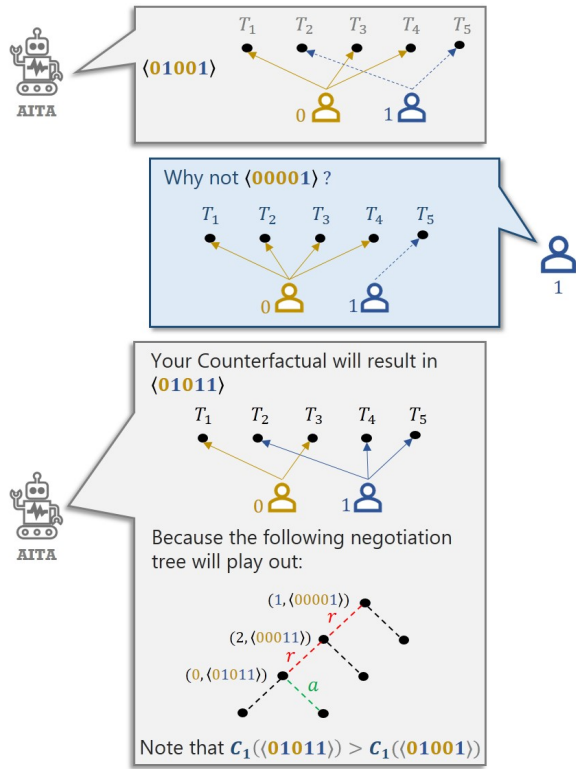 T₁ T₂ T₃ T₄ T₅
⟨01001⟩
AITA
0 1
Why not ⟨00001⟩ ?
T₁ T₂ T₃ T₄ T₅
0 1
1
Your Counterfactual will result in
⟨01011⟩
T₁ T₂ T₃ T₄ T₅
0 1
AITA
Because the following negotiation
tree will play out:
(1, ⟨00001⟩)
r
(2, ⟨00011⟩)
r
(0, ⟨01011⟩)
a
Note that C₁(⟨01011⟩) > C₁(⟨01001⟩)